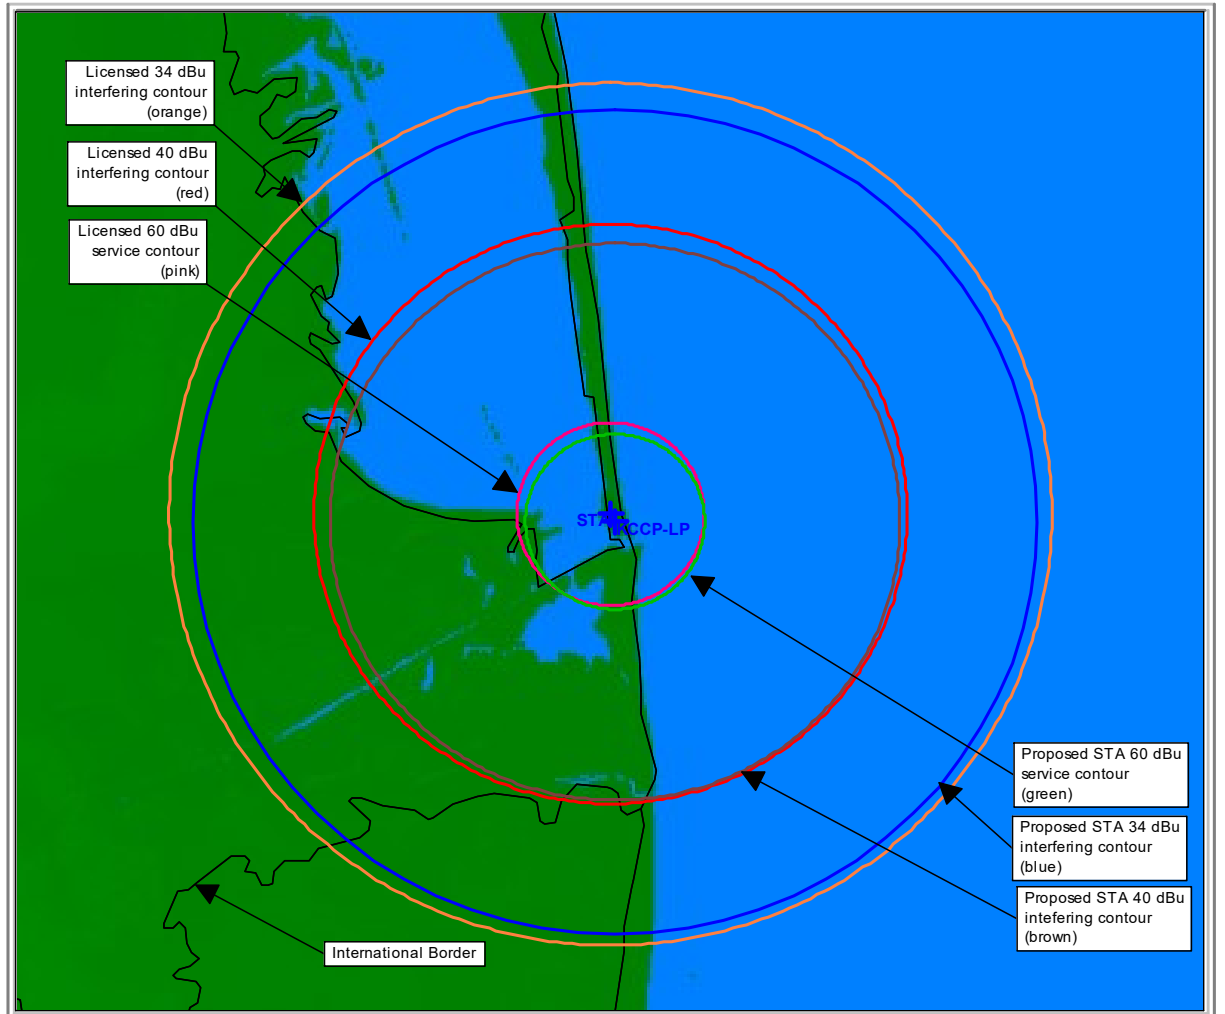 Licensed 34 dBu
interfering contour
(orange)
Licensed 40 dBu
interfering contour
(red)
Licensed 60 dBu
service contour
(pink)
STA
CCP-LP
Proposed STA 60 dBu
service contour
(green)
Proposed STA 34 dBu
interfering contour
(blue)
Proposed STA 40 dBu
intefering contour
(brown)
International Border